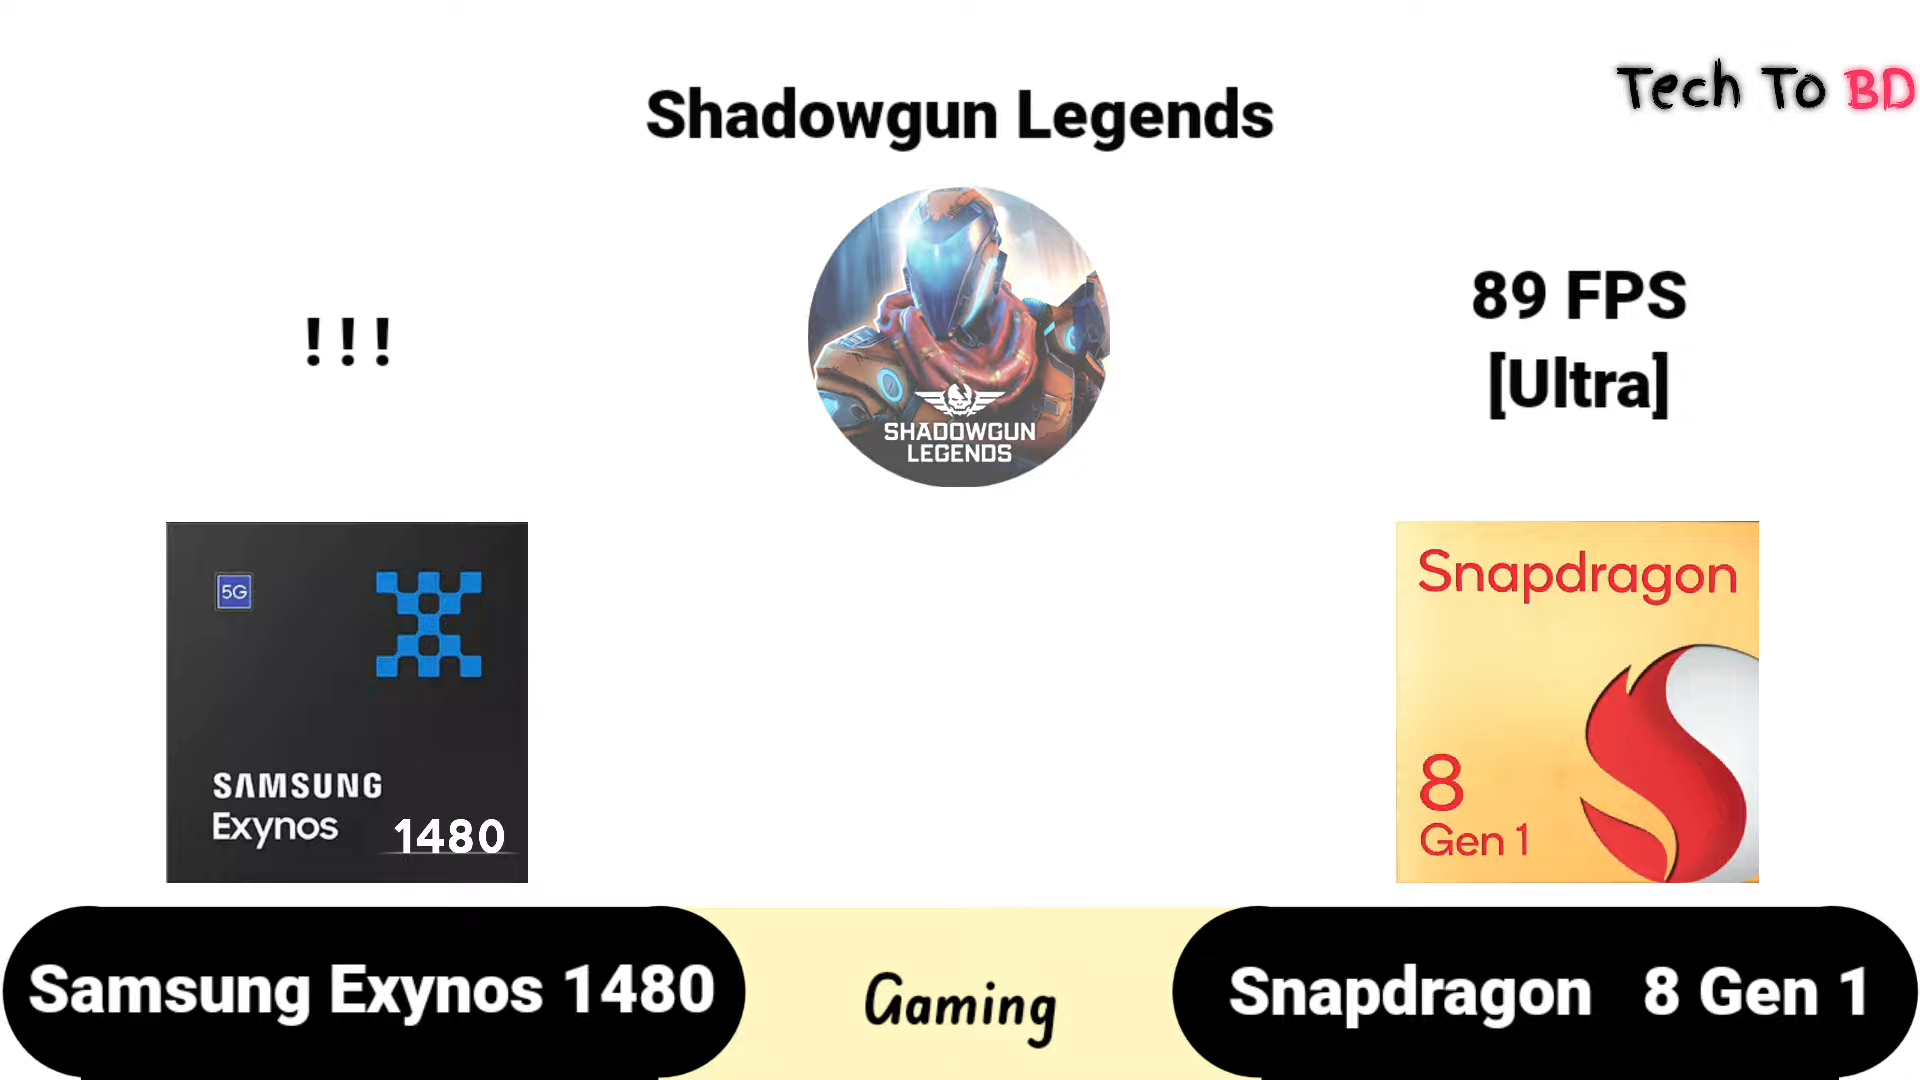 Tech To BD
Shadowgun Legends
!!!
SHADOWGUN
LEGENDS
89 FPS
[Ultra]
5G
SAMSUNG
Exynos 1480
Snapdragon
8
Gen 1
Samsung Exynos 1480
Gaming
Snapdragon 8 Gen 1